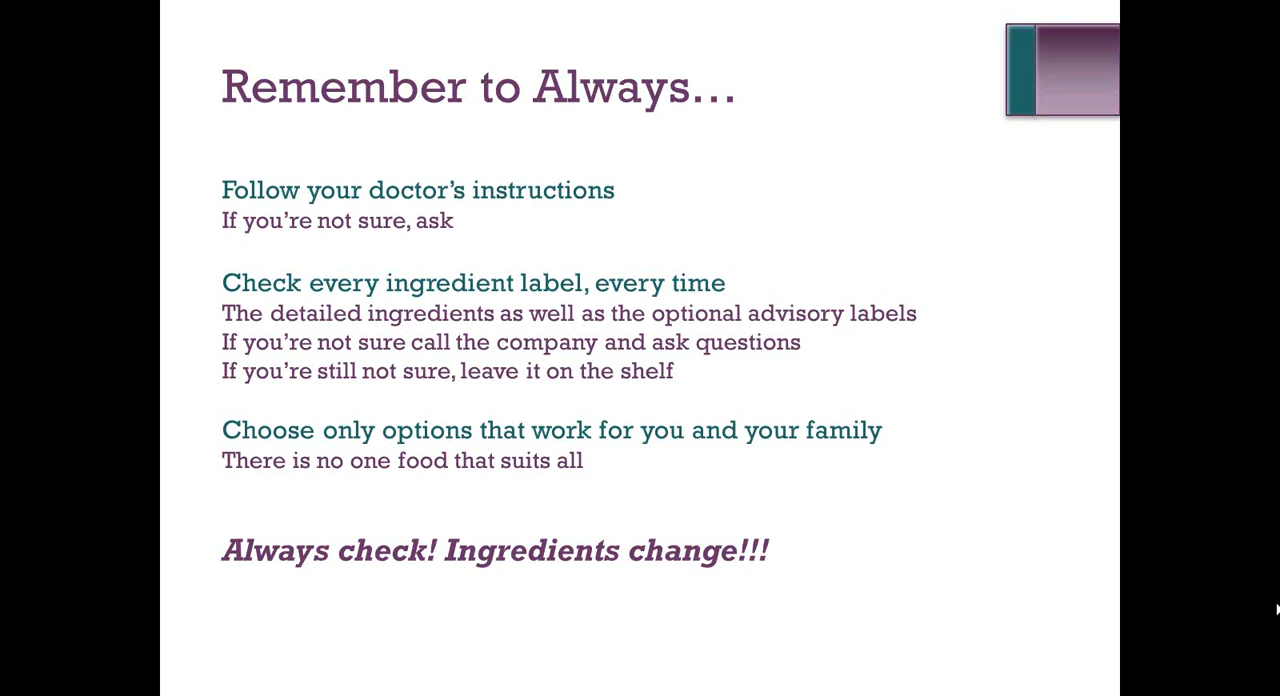 Remember to Always…
Follow your doctor’s instructions
If you’re not sure, ask
Check every ingredient label, every time
The detailed ingredients as well as the optional advisory labels
If you’re not sure call the company and ask questions
If you’re still not sure, leave it on the shelf
Choose only options that work for you and your family
There is no one food that suits all
Always check! Ingredients change!!!